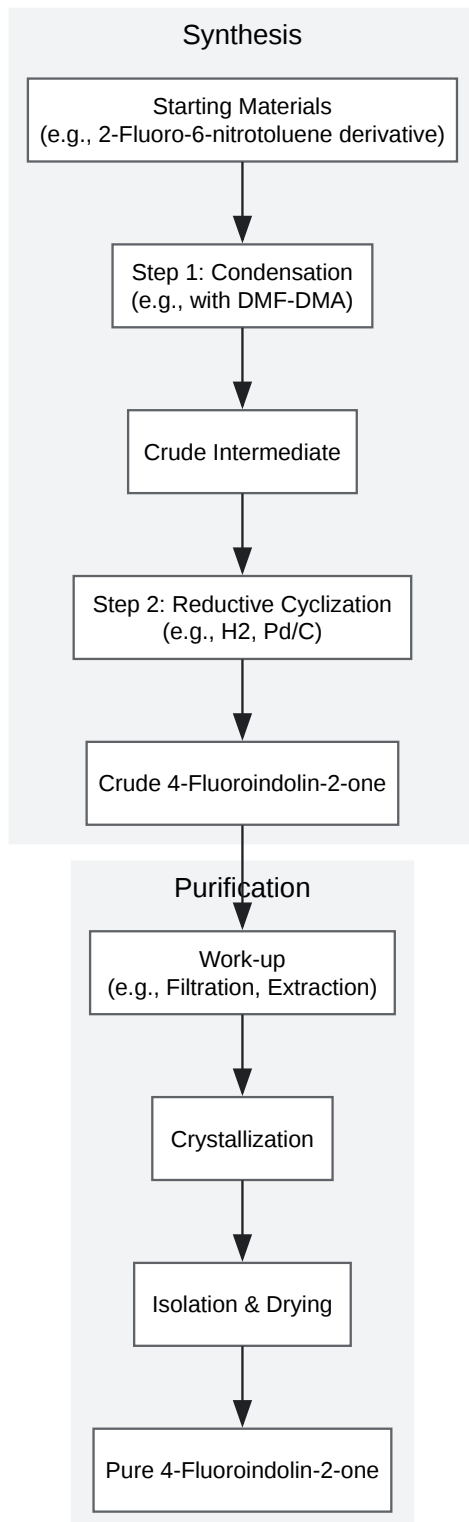 Synthesis
Starting Materials
(e.g., 2-Fluoro-6-nitrotoluene derivative)
Step 1: Condensation
(e.g., with DMF-DMA)
Crude Intermediate
Step 2: Reductive Cyclization
(e.g., H2, Pd/C)
Crude 4-Fluoroindolin-2-one
Purification
Work-up
(e.g., Filtration, Extraction)
Crystallization
Isolation & Drying
Pure 4-Fluoroindolin-2-one